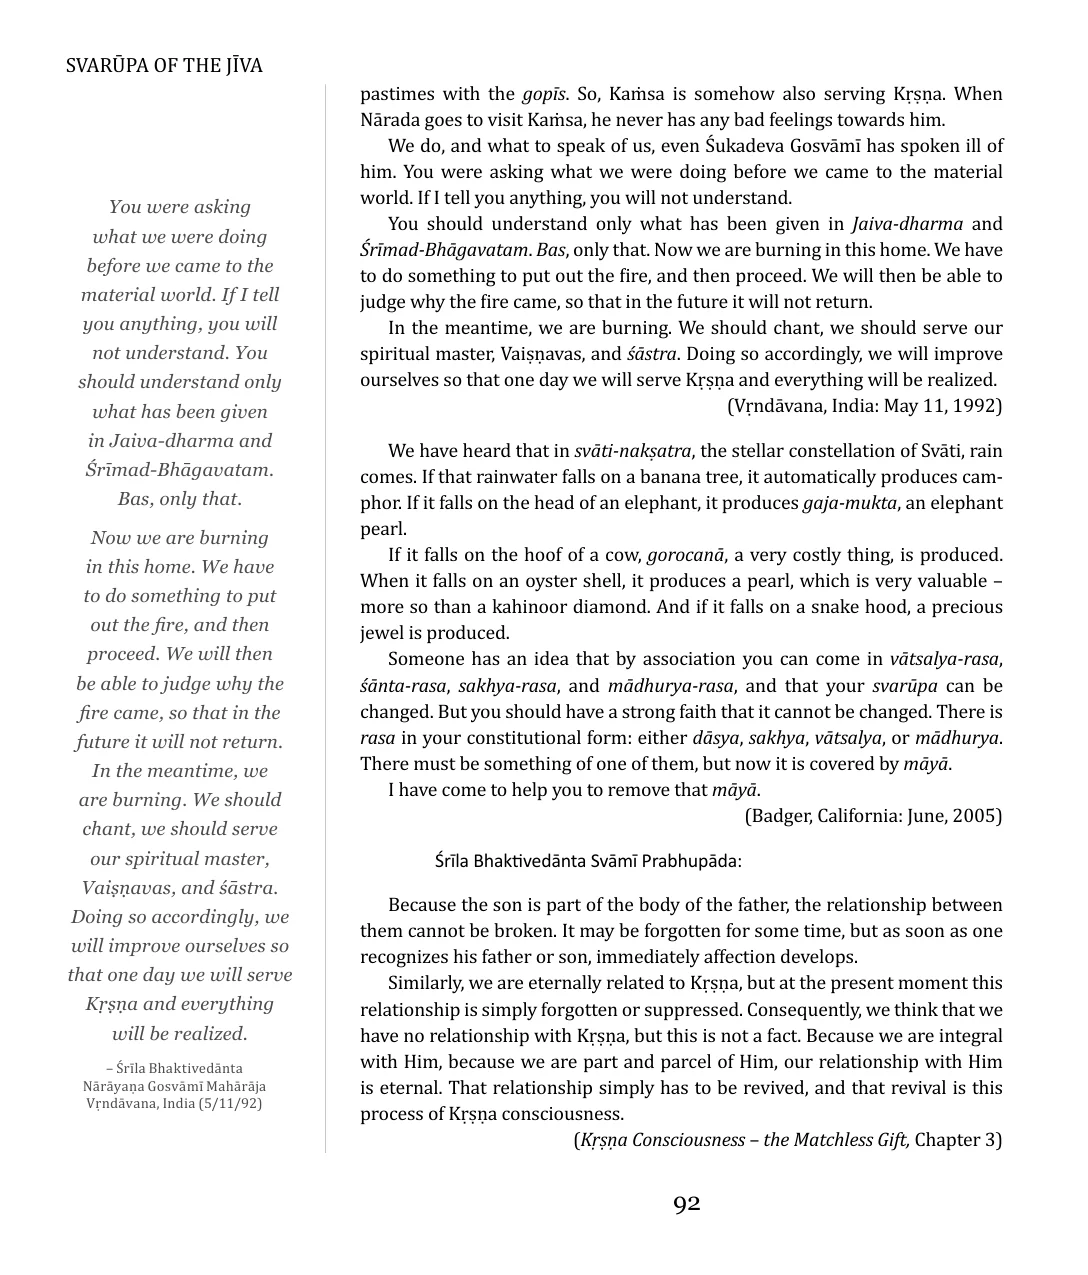 SVARŪPA OF THE JĪVA
You were asking
what we were doing
before we came to the
material world. If I tell
you anything, you will
not understand. You
should understand only
what has been given
in Jaiva-dharma and
Śrīmad-Bhāgavatam.
Bas, only that.
Now we are burning
in this home. We have
to do something to put
out the fire, and then
proceed. We will then
be able to judge why the
fire came, so that in the
future it will not return.
In the meantime, we
are burning. We should
chant, we should serve
our spiritual master,
Vaiṣṇavas, and śāstra.
Doing so accordingly, we
will improve ourselves so
that one day we will serve
Kṛṣṇa and everything
will be realized.
– Śrīla Bhaktivedānta
Nārāyaṇa Gosvāmī Mahārāja
Vṛndāvana, India (5/11/92)
pastimes with the gopīs. So, Kaṁsa is somehow also serving Kṛṣṇa. When
Nārada goes to visit Kaṁsa, he never has any bad feelings towards him.
We do, and what to speak of us, even Śukadeva Gosvāmī has spoken ill of
him. You were asking what we were doing before we came to the material
world. If I tell you anything, you will not understand.
You should understand only what has been given in Jaiva-dharma and
Śrīmad-Bhāgavatam. Bas, only that. Now we are burning in this home. We have
to do something to put out the fire, and then proceed. We will then be able to
judge why the fire came, so that in the future it will not return.
In the meantime, we are burning. We should chant, we should serve our
spiritual master, Vaiṣṇavas, and śāstra. Doing so accordingly, we will improve
ourselves so that one day we will serve Kṛṣṇa and everything will be realized.
(Vṛndāvana, India: May 11, 1992)
We have heard that in svāti-nakṣatra, the stellar constellation of Svāti, rain
comes. If that rainwater falls on a banana tree, it automatically produces cam-
phor. If it falls on the head of an elephant, it produces gaja-mukta, an elephant
pearl.
If it falls on the hoof of a cow, gorocanā, a very costly thing, is produced.
When it falls on an oyster shell, it produces a pearl, which is very valuable –
more so than a kahinoor diamond. And if it falls on a snake hood, a precious
jewel is produced.
Someone has an idea that by association you can come in vātsalya-rasa,
śānta-rasa, sakhya-rasa, and mādhurya-rasa, and that your svarūpa can be
changed. But you should have a strong faith that it cannot be changed. There is
rasa in your constitutional form: either dāsya, sakhya, vātsalya, or mādhurya.
There must be something of one of them, but now it is covered by māyā.
I have come to help you to remove that māyā.
(Badger, California: June, 2005)
Śrīla Bhaktivedānta Svāmī Prabhupāda:
Because the son is part of the body of the father, the relationship between
them cannot be broken. It may be forgotten for some time, but as soon as one
recognizes his father or son, immediately affection develops.
Similarly, we are eternally related to Kṛṣṇa, but at the present moment this
relationship is simply forgotten or suppressed. Consequently, we think that we
have no relationship with Kṛṣṇa, but this is not a fact. Because we are integral
with Him, because we are part and parcel of Him, our relationship with Him
is eternal. That relationship simply has to be revived, and that revival is this
process of Kṛṣṇa consciousness.
(Kṛṣṇa Consciousness – the Matchless Gift, Chapter 3)
92